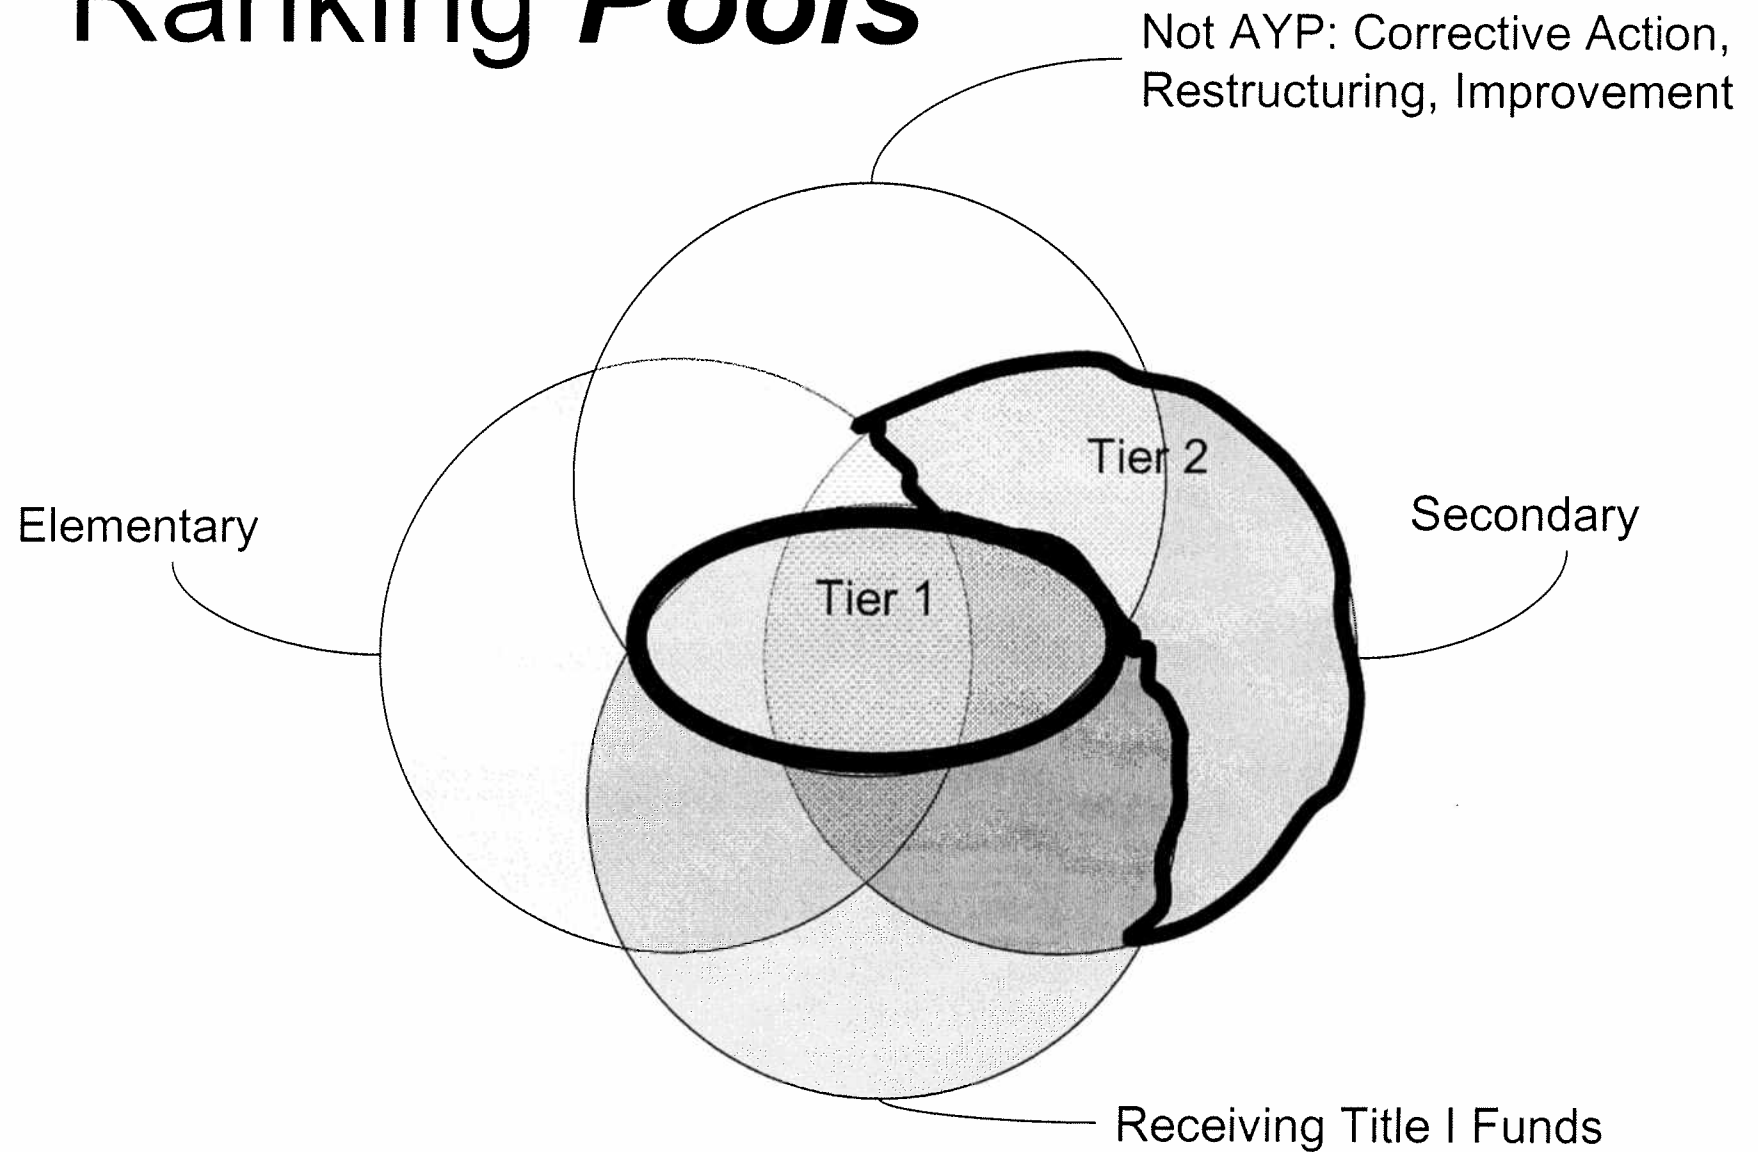 Ranking Pools
Not AYP: Corrective Action,
Restructuring, Improvement
Tier 2
Elementary
Secondary
Tier 1
Receiving Title I Funds